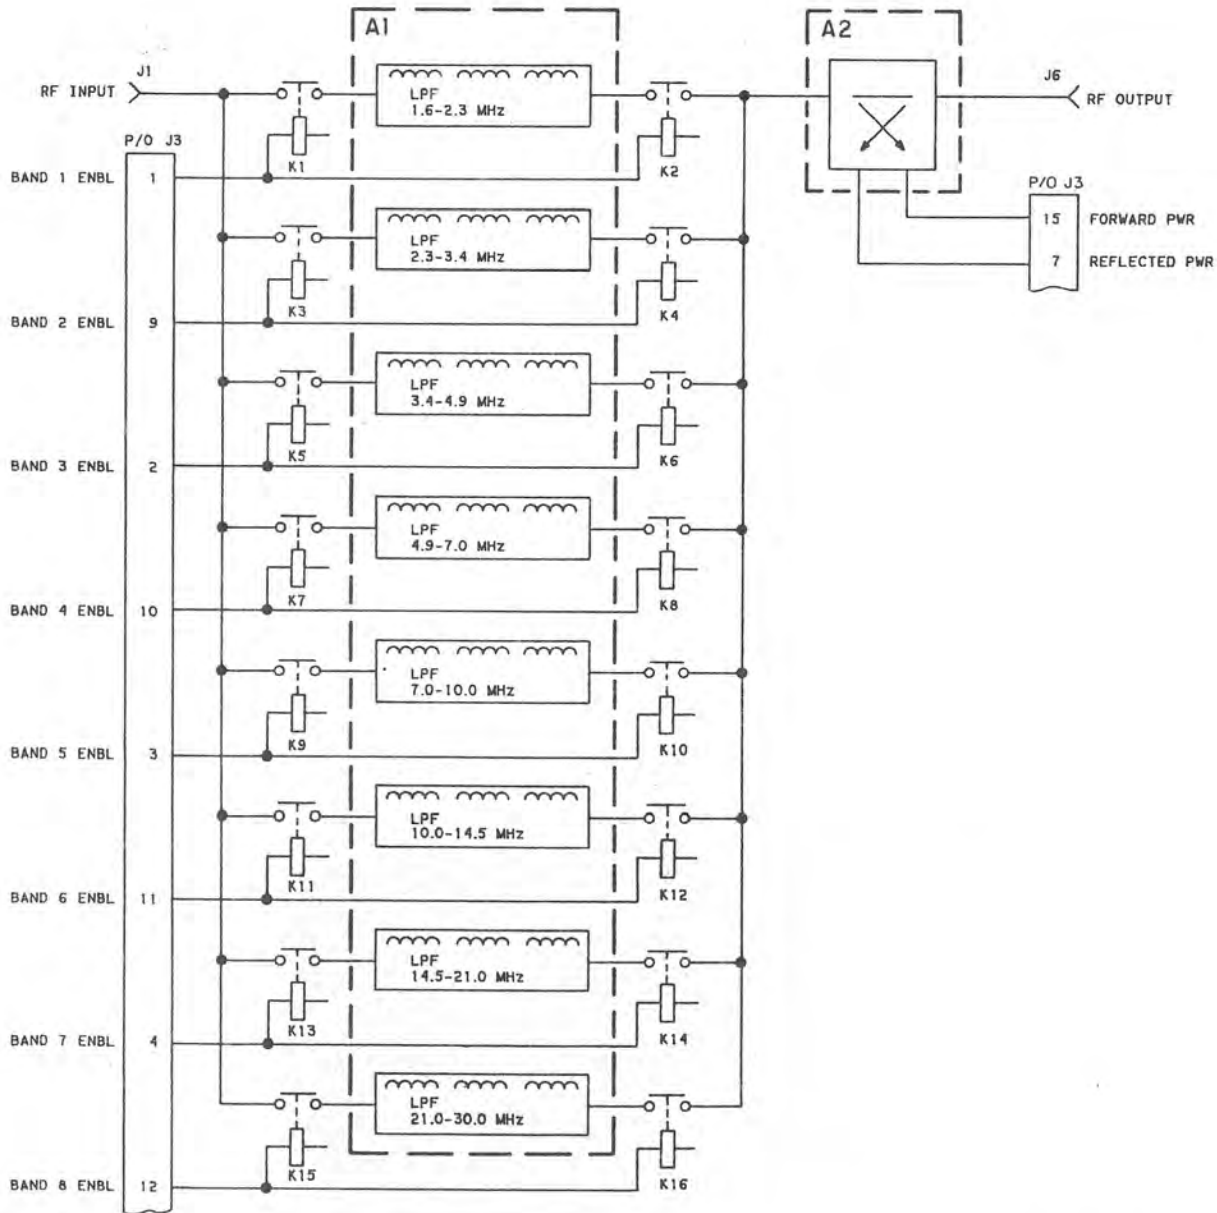 A1
A2
J1
RF INPUT
LPF
1.6-2.3 MHz
K1
K2
J6
RF OUTPUT
P/O J3
BAND 1 ENBL 1
P/O J3
15 FORWARD PWR
7 REFLECTED PWR
LPF
2.3-3.4 MHz
K3
K4
BAND 2 ENBL 9
LPF
3.4-4.9 MHz
K5
K6
BAND 3 ENBL 2
LPF
4.9-7.0 MHz
K7
K8
BAND 4 ENBL 10
LPF
7.0-10.0 MHz
K9
K10
BAND 5 ENBL 3
LPF
10.0-14.5 MHz
K11
K12
BAND 6 ENBL 11
LPF
14.5-21.0 MHz
K13
K14
BAND 7 ENBL 4
LPF
21.0-30.0 MHz
K15
K16
BAND 8 ENBL 12